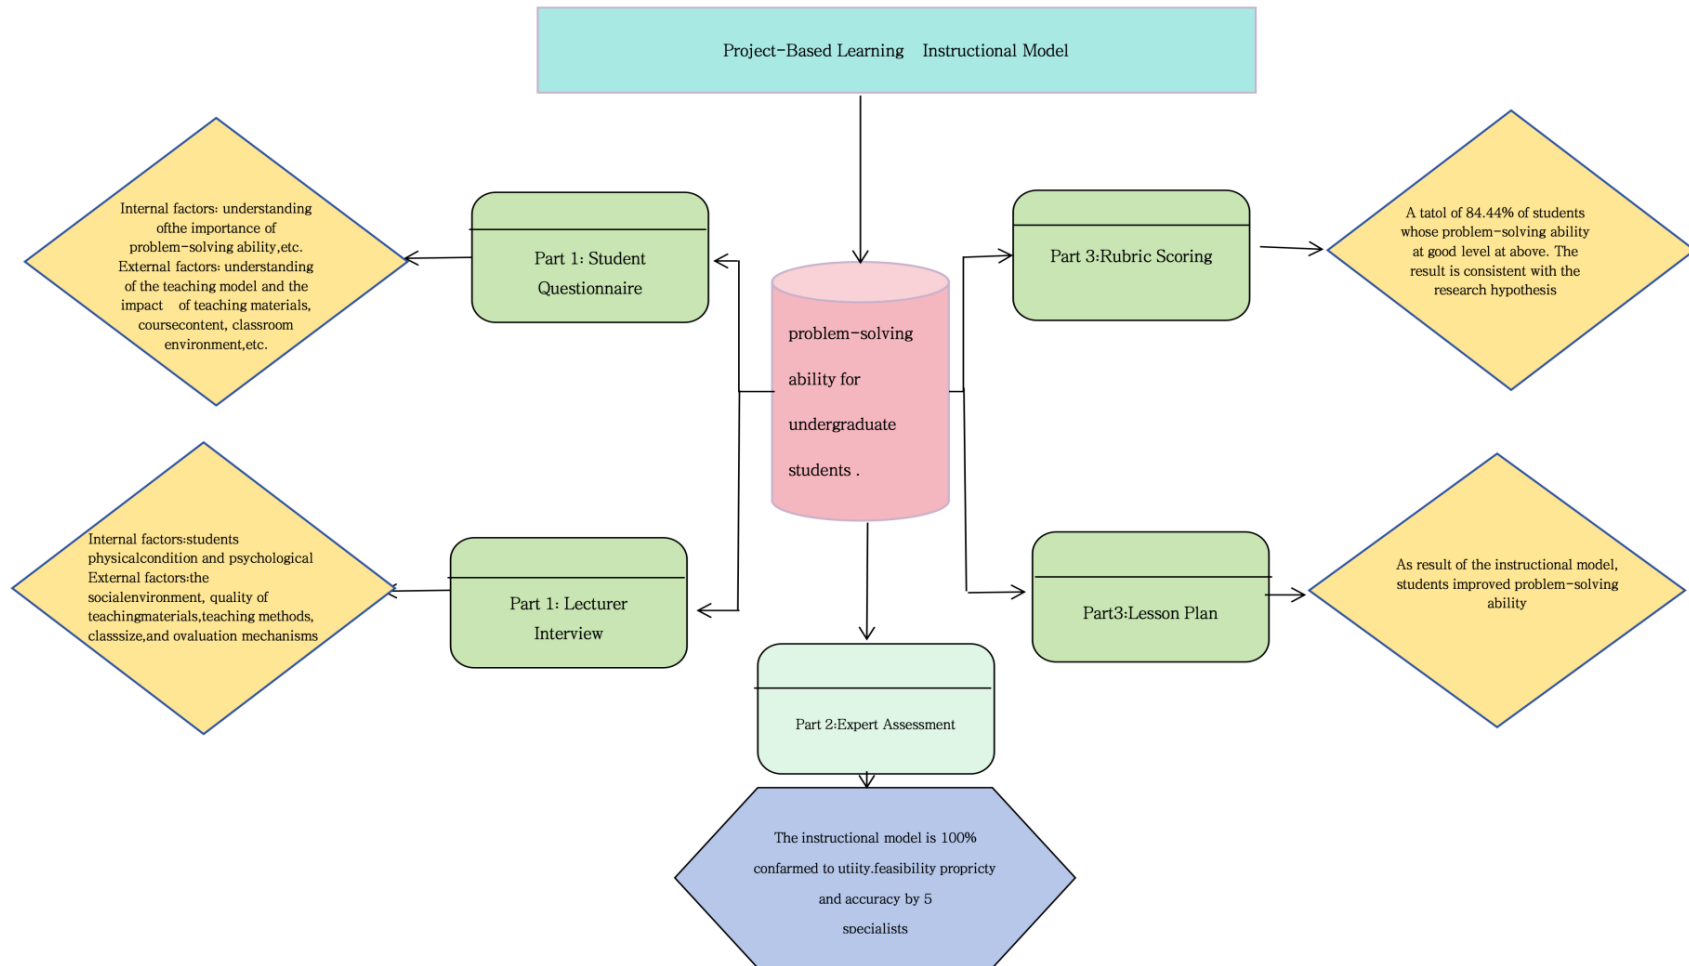 Project-Based Learning   Instructional Model
Internal factors: understanding
ofthe importance of
problem-solving ability,etc.
External factors: understanding
of the teaching model and the
impact   of teaching materials,
coursecontent, classroom
environment,etc.
Part 1: Student
Questionnaire
Part 3:Rubric Scoring
A tatol of 84.44% of students
whose problem-solving ability
at good level at above. The
result is consistent with the
research hypothesis
problem-solving
ability for
undergraduate
students .
Internal factors:students
physicalcondition and psychological
External factors:the
socialenvironment, quality of
teachingmaterials,teaching methods,
classsize,and ovaluation mechanisms
Part 1: Lecturer
Interview
Part3:Lesson Plan
As result of the instructional model,
students improved problem-solving
ability
Part 2:Expert Assessment
The instructional model is 100%
confarmed to utiity.feasibility propricty
and accuracy by 5
specialists